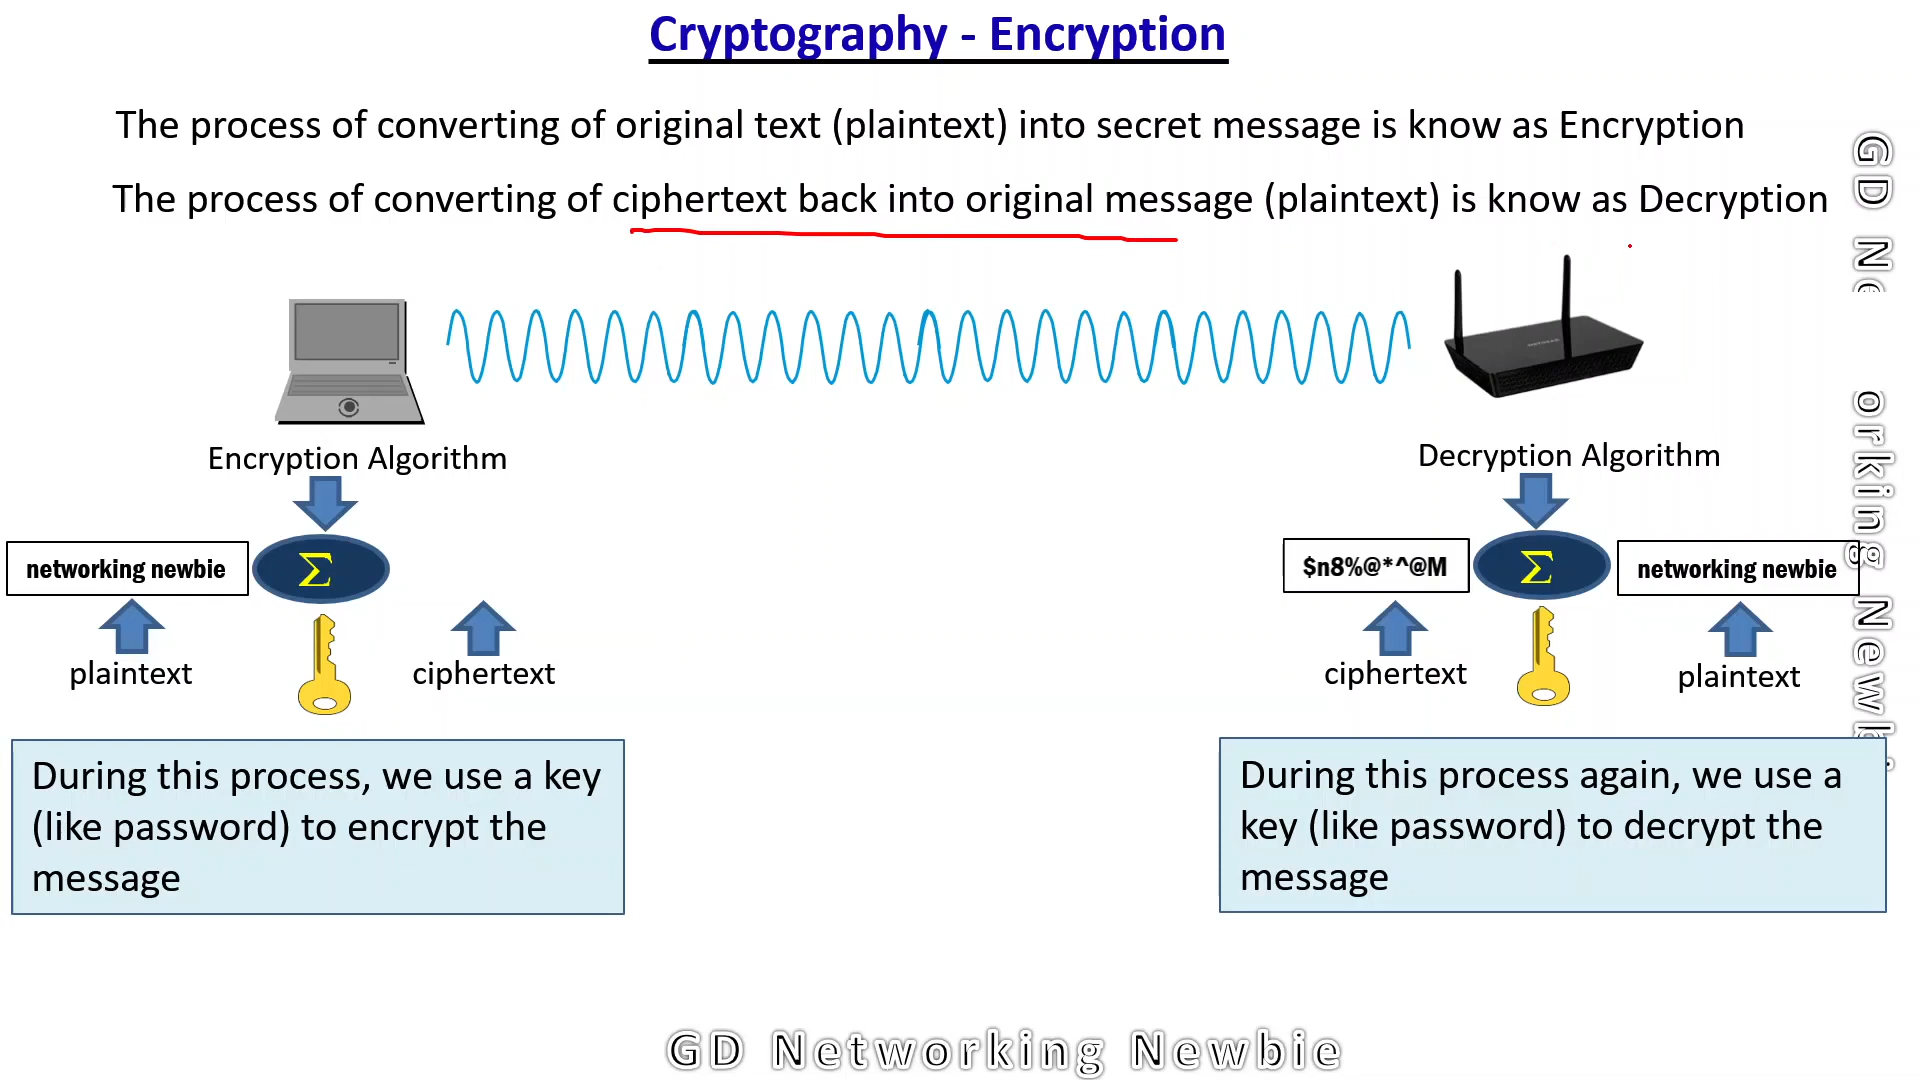 Cryptography - Encryption
The process of converting of original text (plaintext) into secret message is know as Encryption
The process of converting of ciphertext back into original message (plaintext) is know as Decryption
NETGEAR
Encryption Algorithm
Decryption Algorithm
networking newbie
Σ
$n8%@*^@M
Σ
networking newbie
plaintext
ciphertext
ciphertext
plaintext
During this process, we use a key
(like password) to encrypt the
message
During this process again, we use a
key (like password) to decrypt the
message
GD Networking Newbie